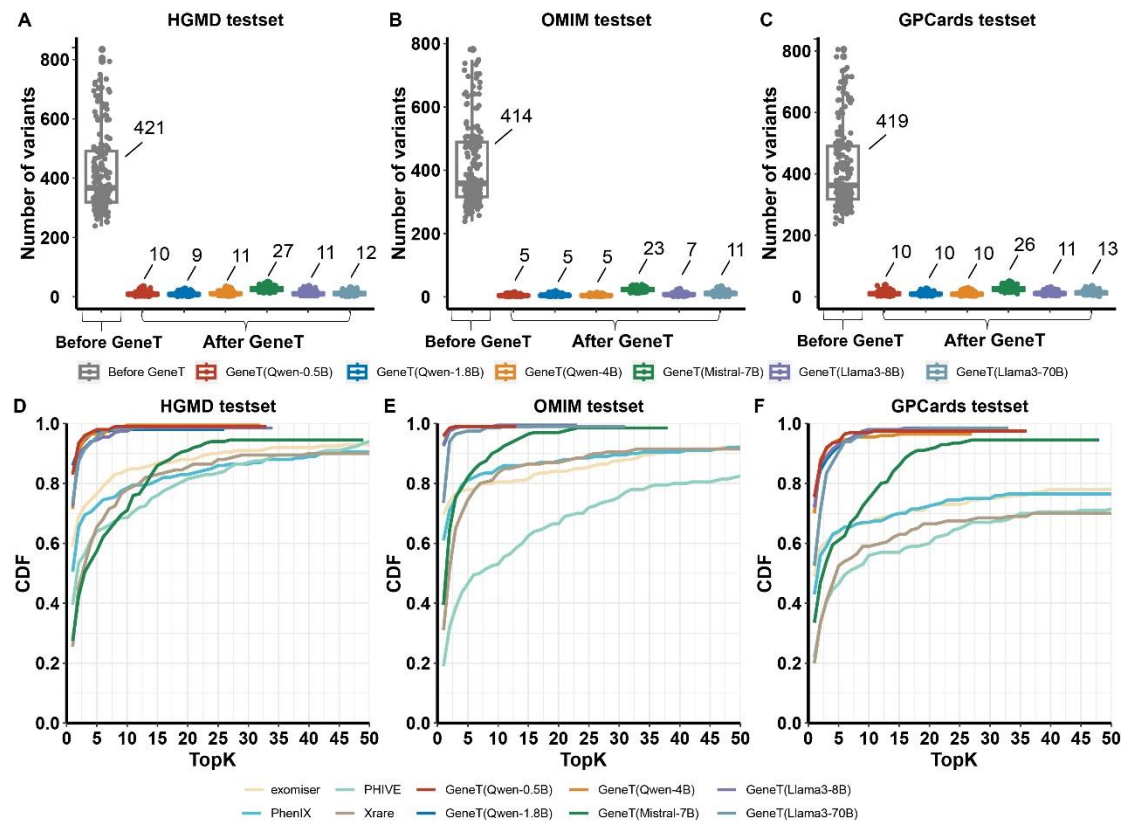 A HGMD testset
B OMIM testset
C GPCards testset
Number of variants
800
600
400
200
0
421
10
9
11
27
11
12
Before GeneT
After GeneT
Number of variants
800
600
400
200
0
414
5
5
5
23
7
11
Before GeneT
After GeneT
Number of variants
800
600
400
200
0
419
10
10
10
26
11
13
Before GeneT
After GeneT
Before GeneT GeneT(Qwen-0.5B) GeneT(Qwen-1.8B) GeneT(Qwen-4B) GeneT(Mistral-7B) GeneT(Llama3-8B) GeneT(Llama3-70B)
D HGMD testset
E OMIM testset
F GPCards testset
CDF
1.0
0.8
0.6
0.4
0.2
0.0
0 5 10 15 20 25 30 35 40 45 50
TopK
CDF
1.0
0.8
0.6
0.4
0.2
0.0
0 5 10 15 20 25 30 35 40 45 50
TopK
CDF
1.0
0.8
0.6
0.4
0.2
0.0
0 5 10 15 20 25 30 35 40 45 50
TopK
exomiser PHIVE GeneT(Qwen-0.5B) GeneT(Qwen-4B) GeneT(Llama3-8B)
PhenIX Xrare GeneT(Qwen-1.8B) GeneT(Mistral-7B) GeneT(Llama3-70B)